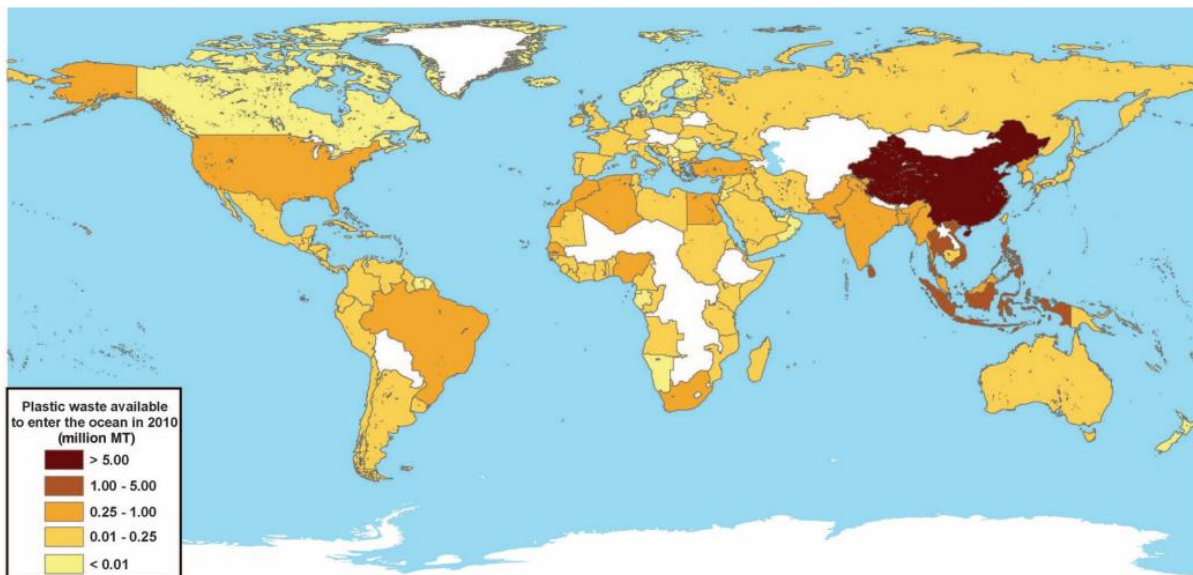 Plastic waste available
to enter the ocean in 2010
(million MT)
> 5.00
1.00 - 5.00
0.25 - 1.00
0.01 - 0.25
< 0.01